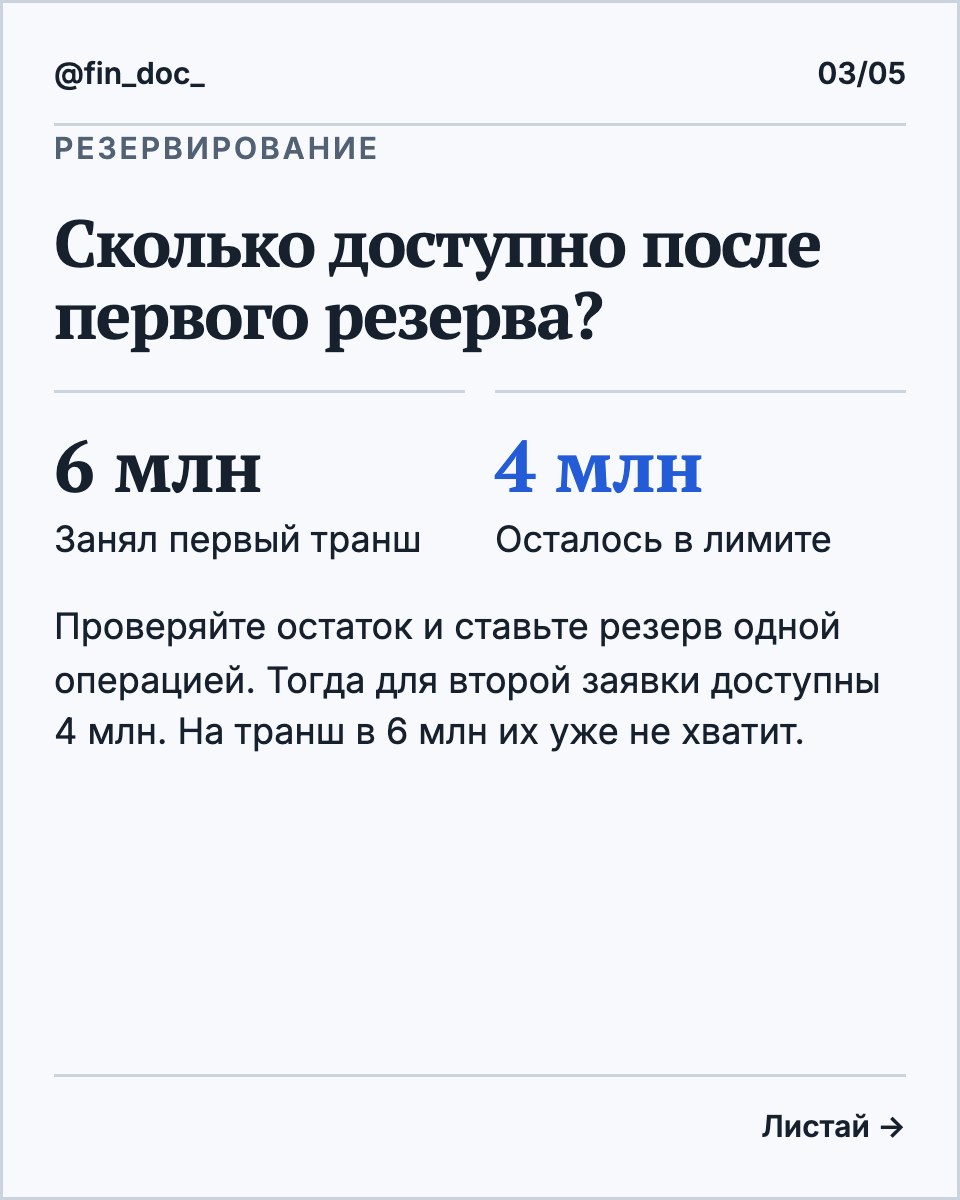 @fin_doc_
03/05
РЕЗЕРВИРОВАНИЕ
Сколько доступно после
первого резерва?
6 млн
Занял первый транш
4 млн
Осталось в лимите
Проверяйте остаток и ставьте резерв одной
операцией. Тогда для второй заявки доступны
4 млн. На транш в 6 млн их уже не хватит.
Листай →